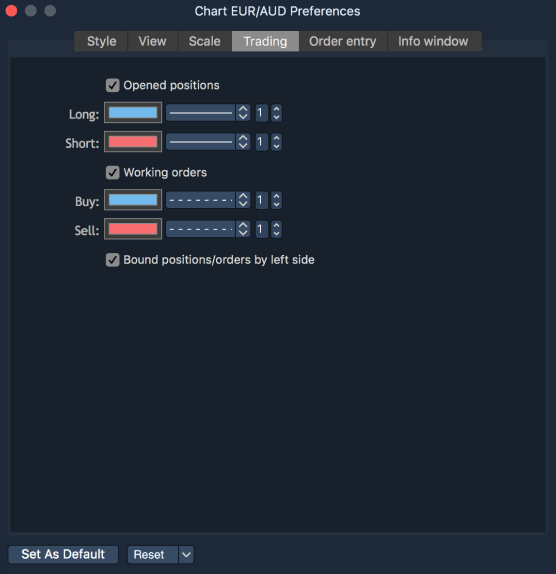 Chart EUR/AUD Preferences
Style View Scale Trading Order entry Info window
Opened positions
Long: 1
Short: 1
Working orders
Buy: 1
Sell: 1
Bound positions/orders by left side
Set As Default Reset